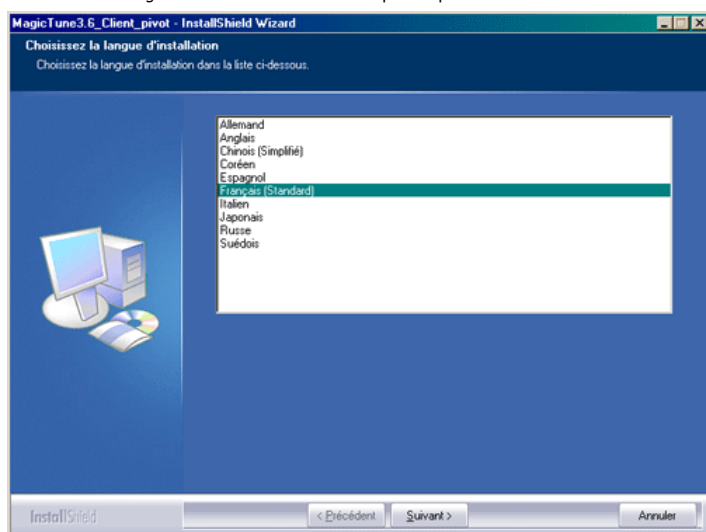 MagicTune3.6_Client_pivot - InstallShield Wizard
Choisissez la langue d'installation
Choisissez la langue d'installation dans la liste ci-dessous.
Allemand
Anglais
Chinois (Simplifié)
Coréen
Espagnol
Français (Standard)
Italien
Japonais
Russe
Suédois
InstallShield
< Précédent
Suivant >
Annuler